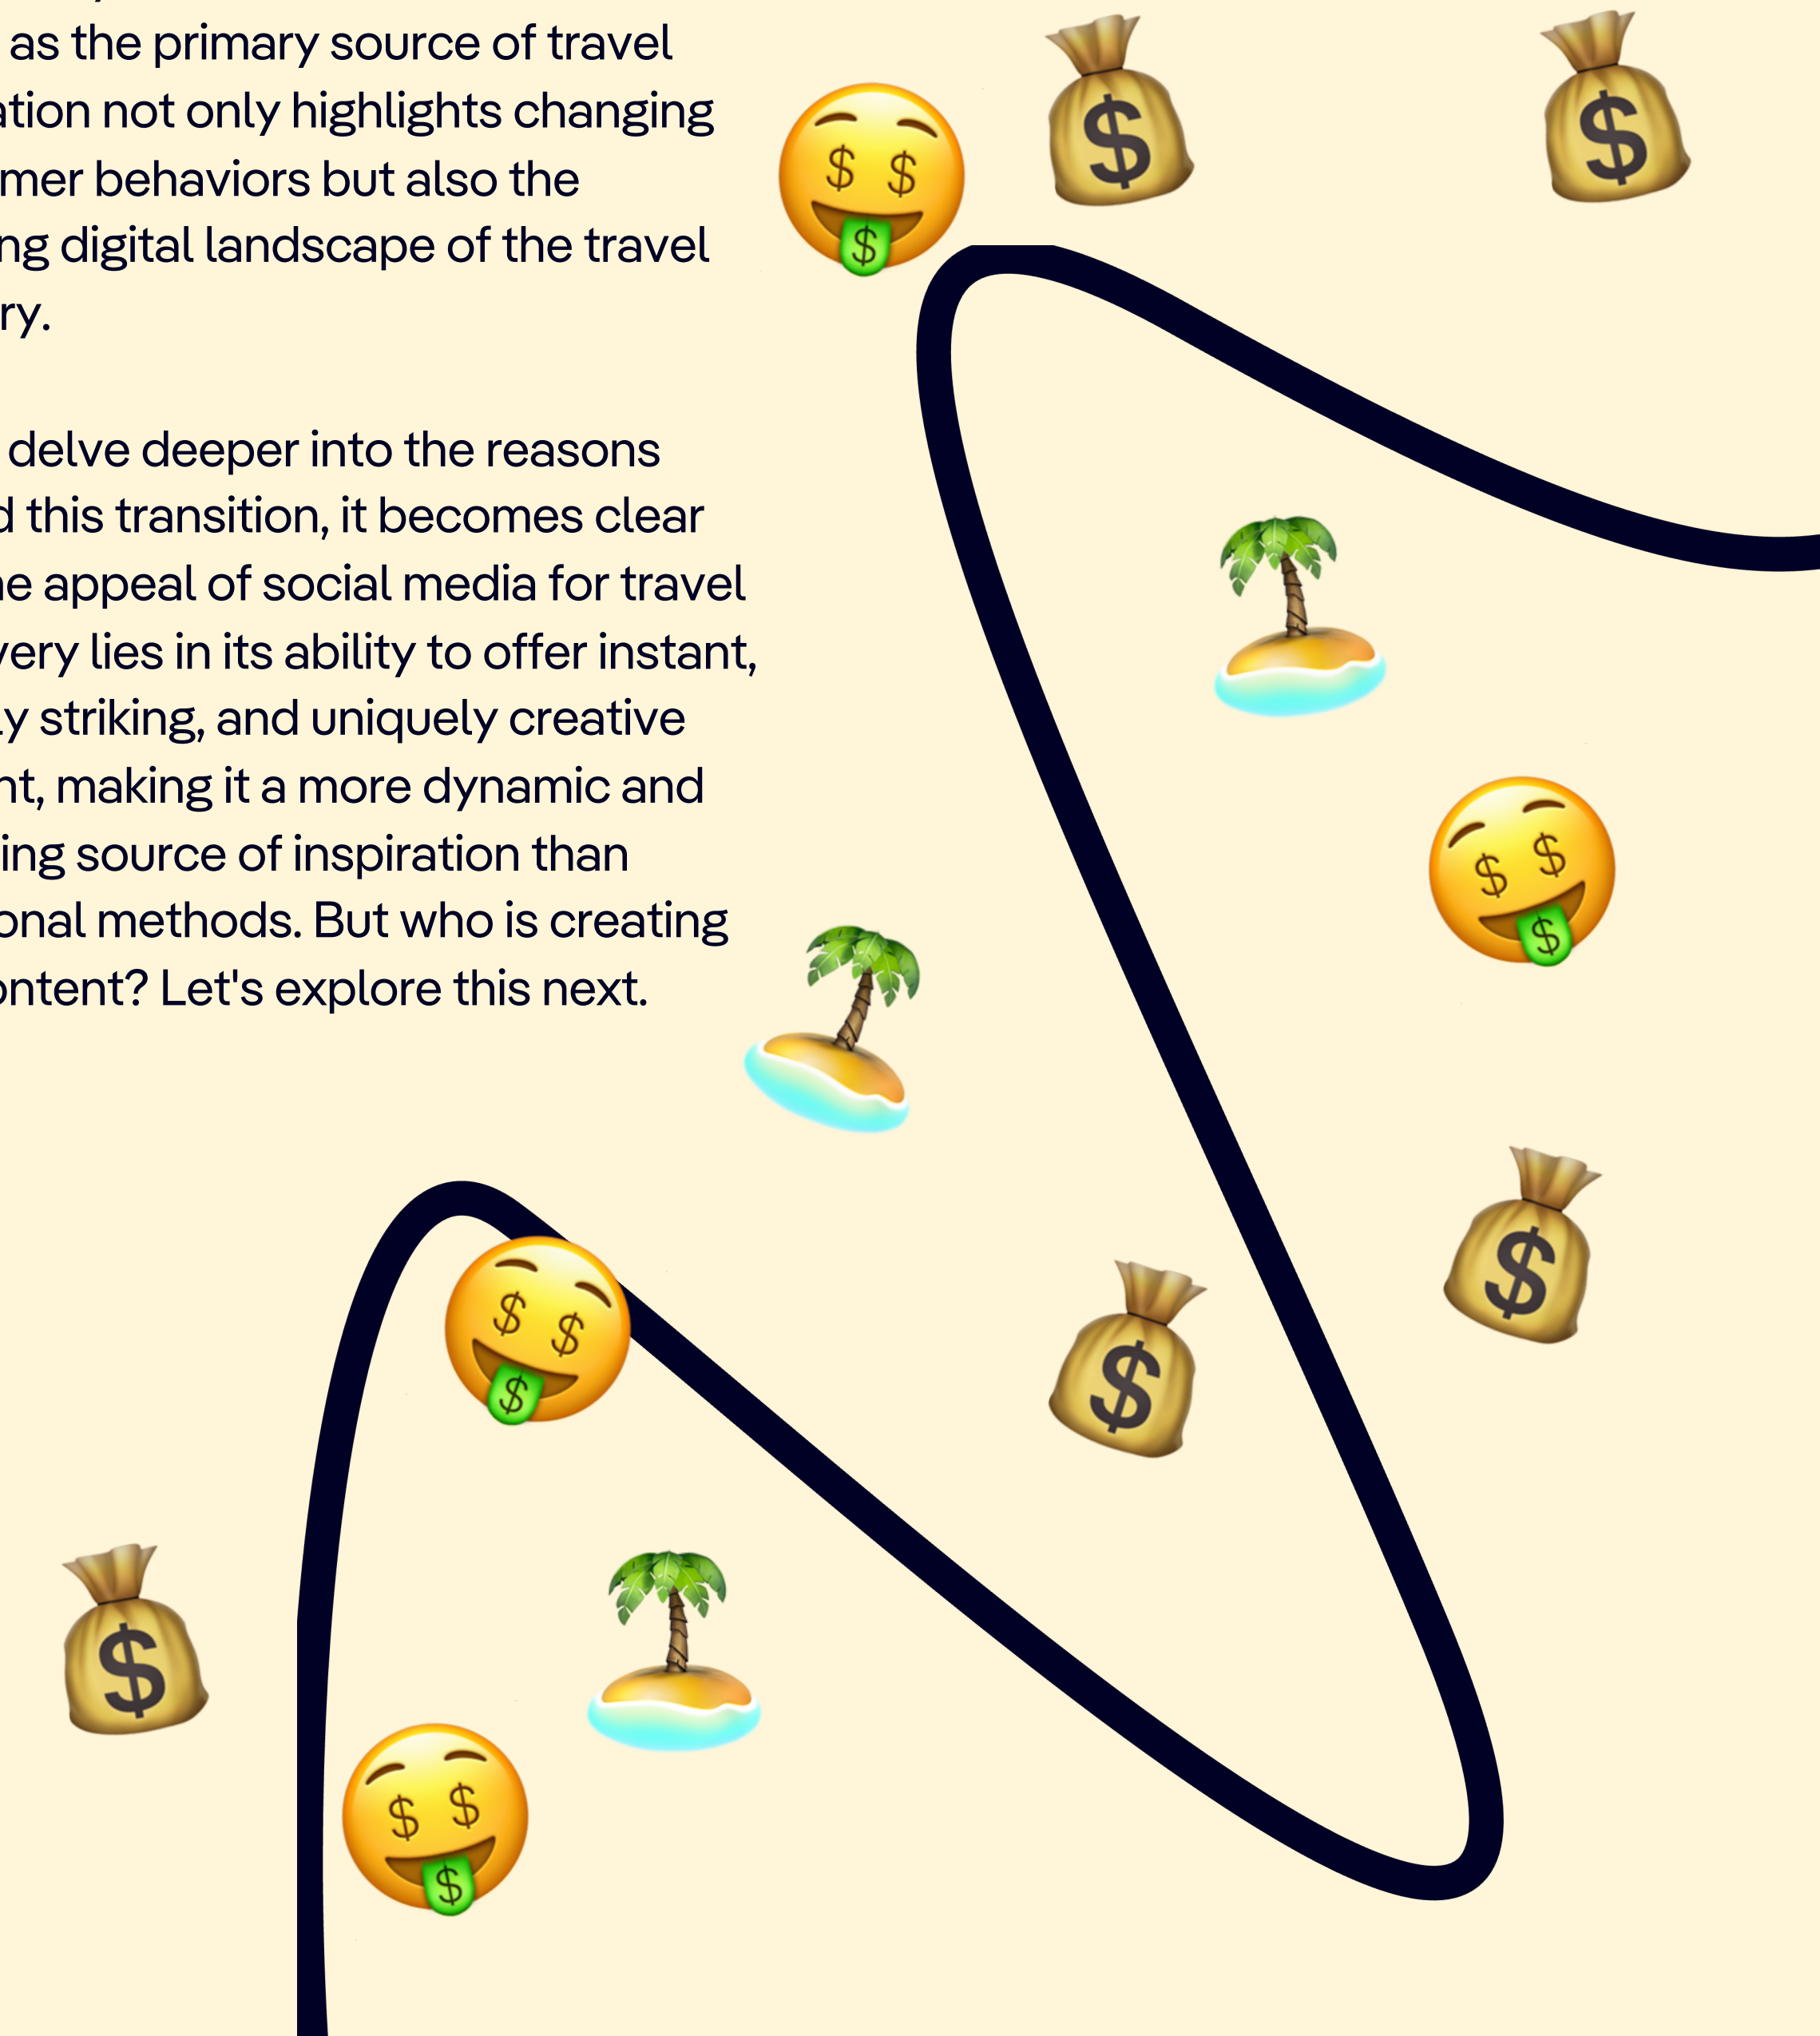 as the primary source of travel
ation not only highlights changing
mer behaviors but also the
ng digital landscape of the travel
ry.
delve deeper into the reasons
d this transition, it becomes clear
ne appeal of social media for travel
very lies in its ability to offer instant,
ly striking, and uniquely creative
nt, making it a more dynamic and
ing source of inspiration than
onal methods. But who is creating
ontent? Let's explore this next.